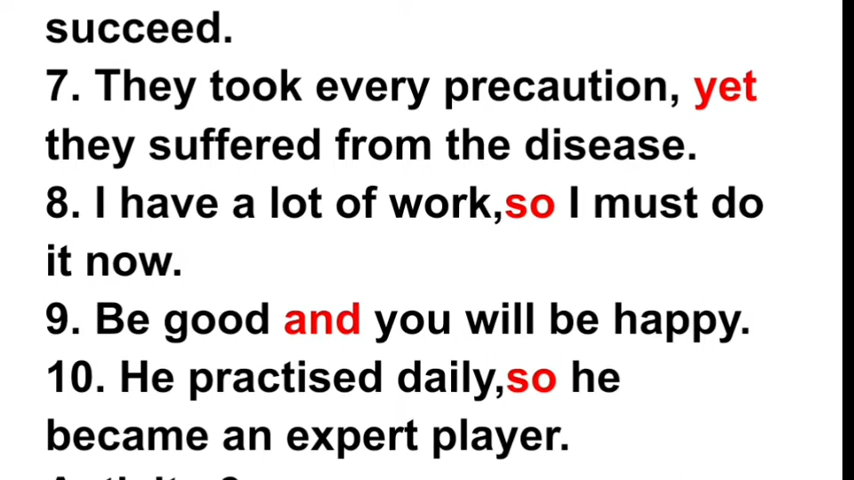 succeed.
7. They took every precaution, yet
they suffered from the disease.
8. I have a lot of work,so I must do
it now.
9. Be good and you will be happy.
10. He practised daily,so he
became an expert player.